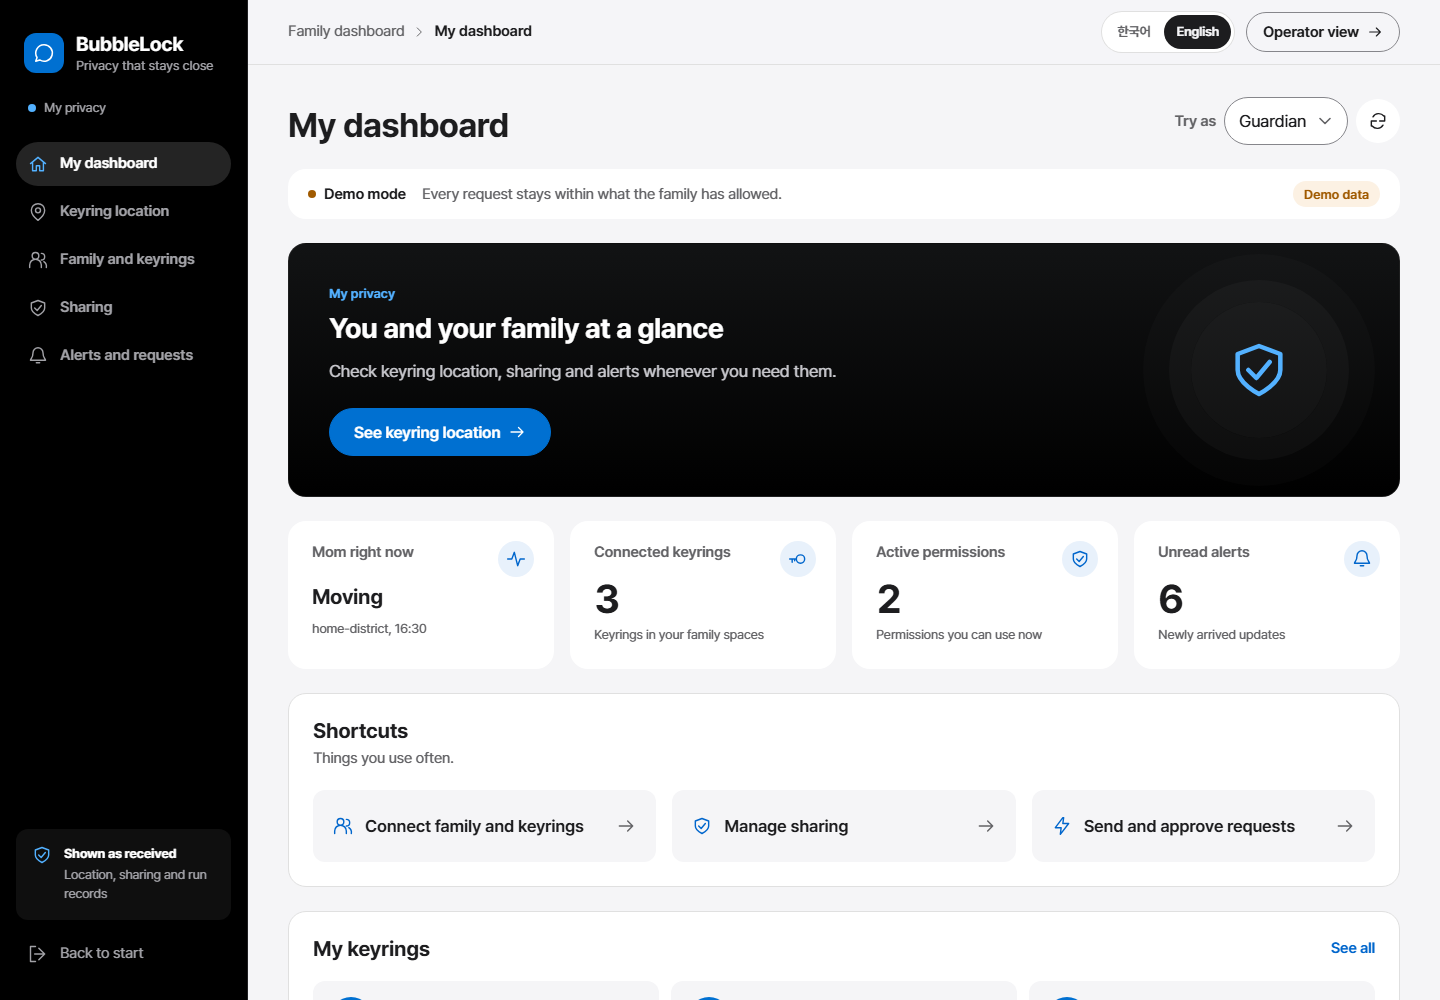 BubbleLock
Privacy that stays close
My privacy
My dashboard
Keyring location
Family and keyrings
Sharing
Alerts and requests
Shown as received
Location, sharing and run
records
Back to start
Family dashboard > My dashboard
한국어 English
Operator view →
My dashboard
Try as Guardian
Demo mode Every request stays within what the family has allowed.
Demo data
My privacy
You and your family at a glance
Check keyring location, sharing and alerts whenever you need them.
See keyring location →
Mom right now
Moving
home-district, 16:30
Connected keyrings
3
Keyrings in your family spaces
Active permissions
2
Permissions you can use now
Unread alerts
6
Newly arrived updates
Shortcuts
Things you use often.
Connect family and keyrings →
Manage sharing →
Send and approve requests →
My keyrings
See all